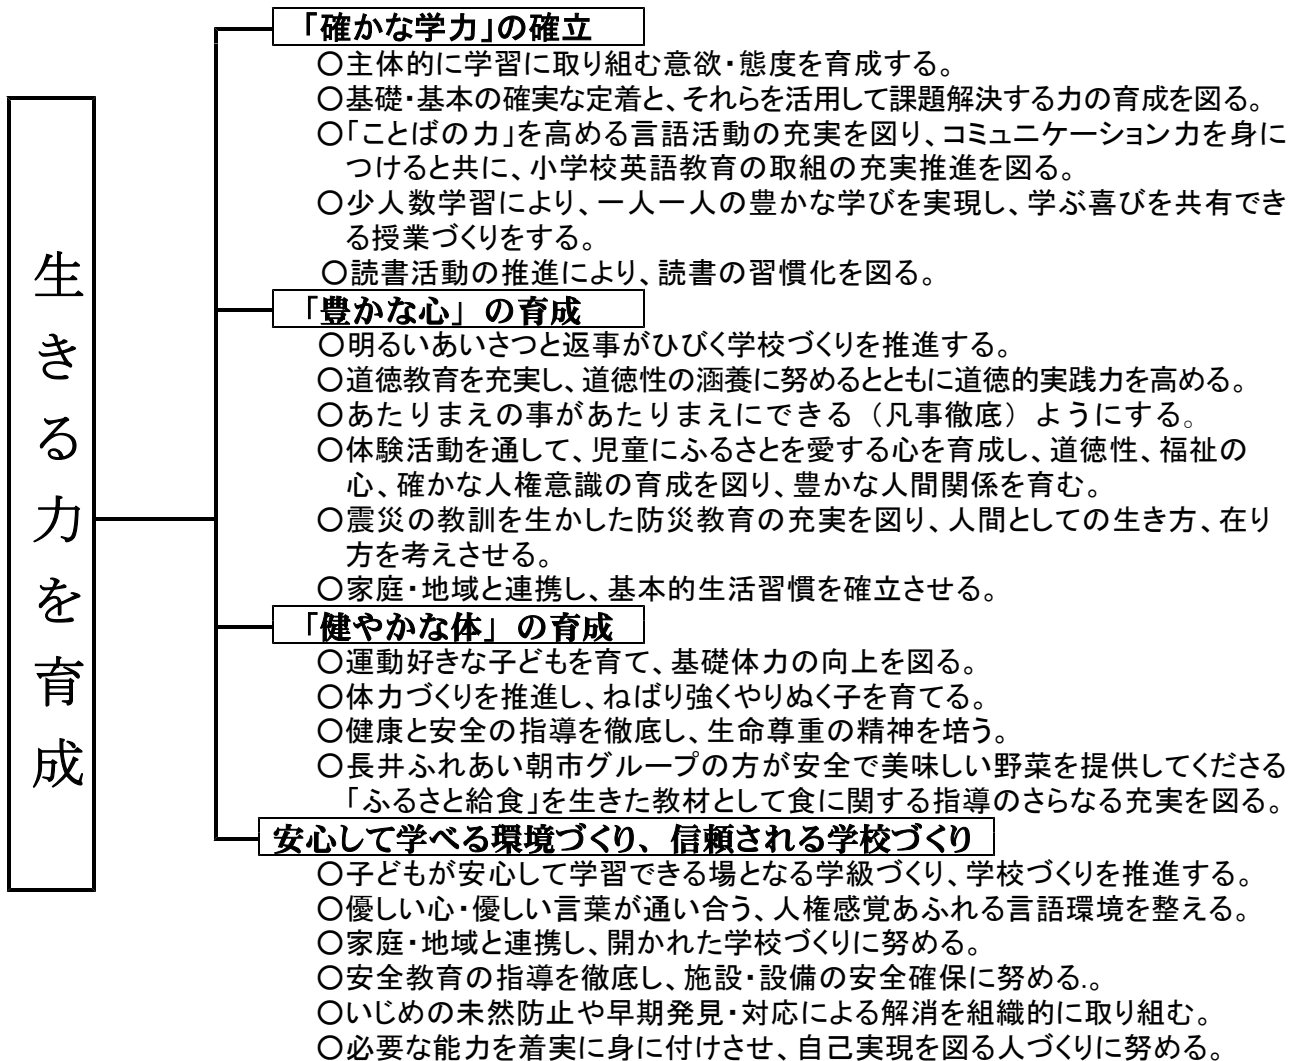 生きる力を育成
「確かな学力」の確立
○主体的に学習に取り組む意欲・態度を育成する。
○基礎・基本の確実な定着と、それらを活用して課題解決する力の育成を図る。
○「ことばの力」を高める言語活動の充実を図り、コミュニケーション力を身に
つけると共に、小学校英語教育の取組の充実推進を図る。
○少人数学習により、一人一人の豊かな学びを実現し、学ぶ喜びを共有でき
る授業づくりをする。
○読書活動の推進により、読書の習慣化を図る。
「豊かな心」の育成
○明るいあいさつと返事がひびく学校づくりを推進する。
○道徳教育を充実し、道徳性の涵養に努めるとともに道徳的実践力を高める。
○あたりまえの事があたりまえにできる（凡事徹底）ようにする。
○体験活動を通して、児童にふるさとを愛する心を育成し、道徳性、福祉の
心、確かな人権意識の育成を図り、豊かな人間関係を育む。
○震災の教訓を生かした防災教育の充実を図り、人間としての生き方、在り
方を考えさせる。
○家庭・地域と連携し、基本的生活習慣を確立させる。
「健やかな体」の育成
○運動好きな子どもを育て、基礎体力の向上を図る。
○体力づくりを推進し、ねばり強くやりぬく子を育てる。
○健康と安全の指導を徹底し、生命尊重の精神を培う。
○長井ふれあい朝市グループの方が安全で美味しい野菜を提供してくださる
「ふるさと給食」を生きた教材として食に関する指導のさらなる充実を図る。
安心して学べる環境づくり、信頼される学校づくり
○子どもが安心して学習できる場となる学級づくり、学校づくりを推進する。
○優しい心・優しい言葉が通い合う、人権感覚あふれる言語環境を整える。
○家庭・地域と連携し、開かれた学校づくりに努める。
○安全教育の指導を徹底し、施設・設備の安全確保に努める.。
○いじめの未然防止や早期発見・対応による解消を組織的に取り組む。
○必要な能力を着実に身に付けさせ、自己実現を図る人づくりに努める。